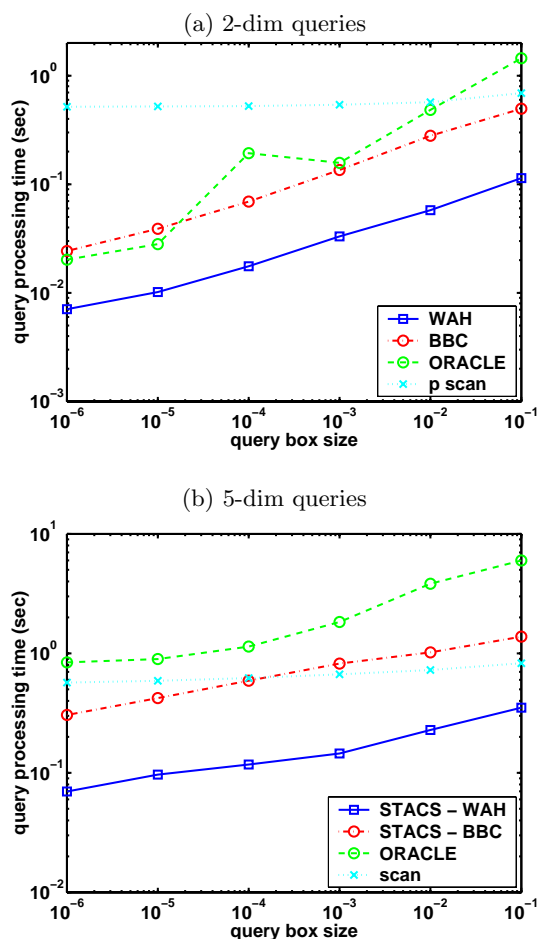 (a) 2-dim queries
query processing time (sec)
10^0
10^-1
10^-2
10^-3
WAH
BBC
ORACLE
p scan
10^-6 10^-5 10^-4 10^-3 10^-2 10^-1
query box size
(b) 5-dim queries
query processing time (sec)
10^1
10^0
10^-1
10^-2
STACS - WAH
STACS - BBC
ORACLE
scan
10^-6 10^-5 10^-4 10^-3 10^-2 10^-1
query box size